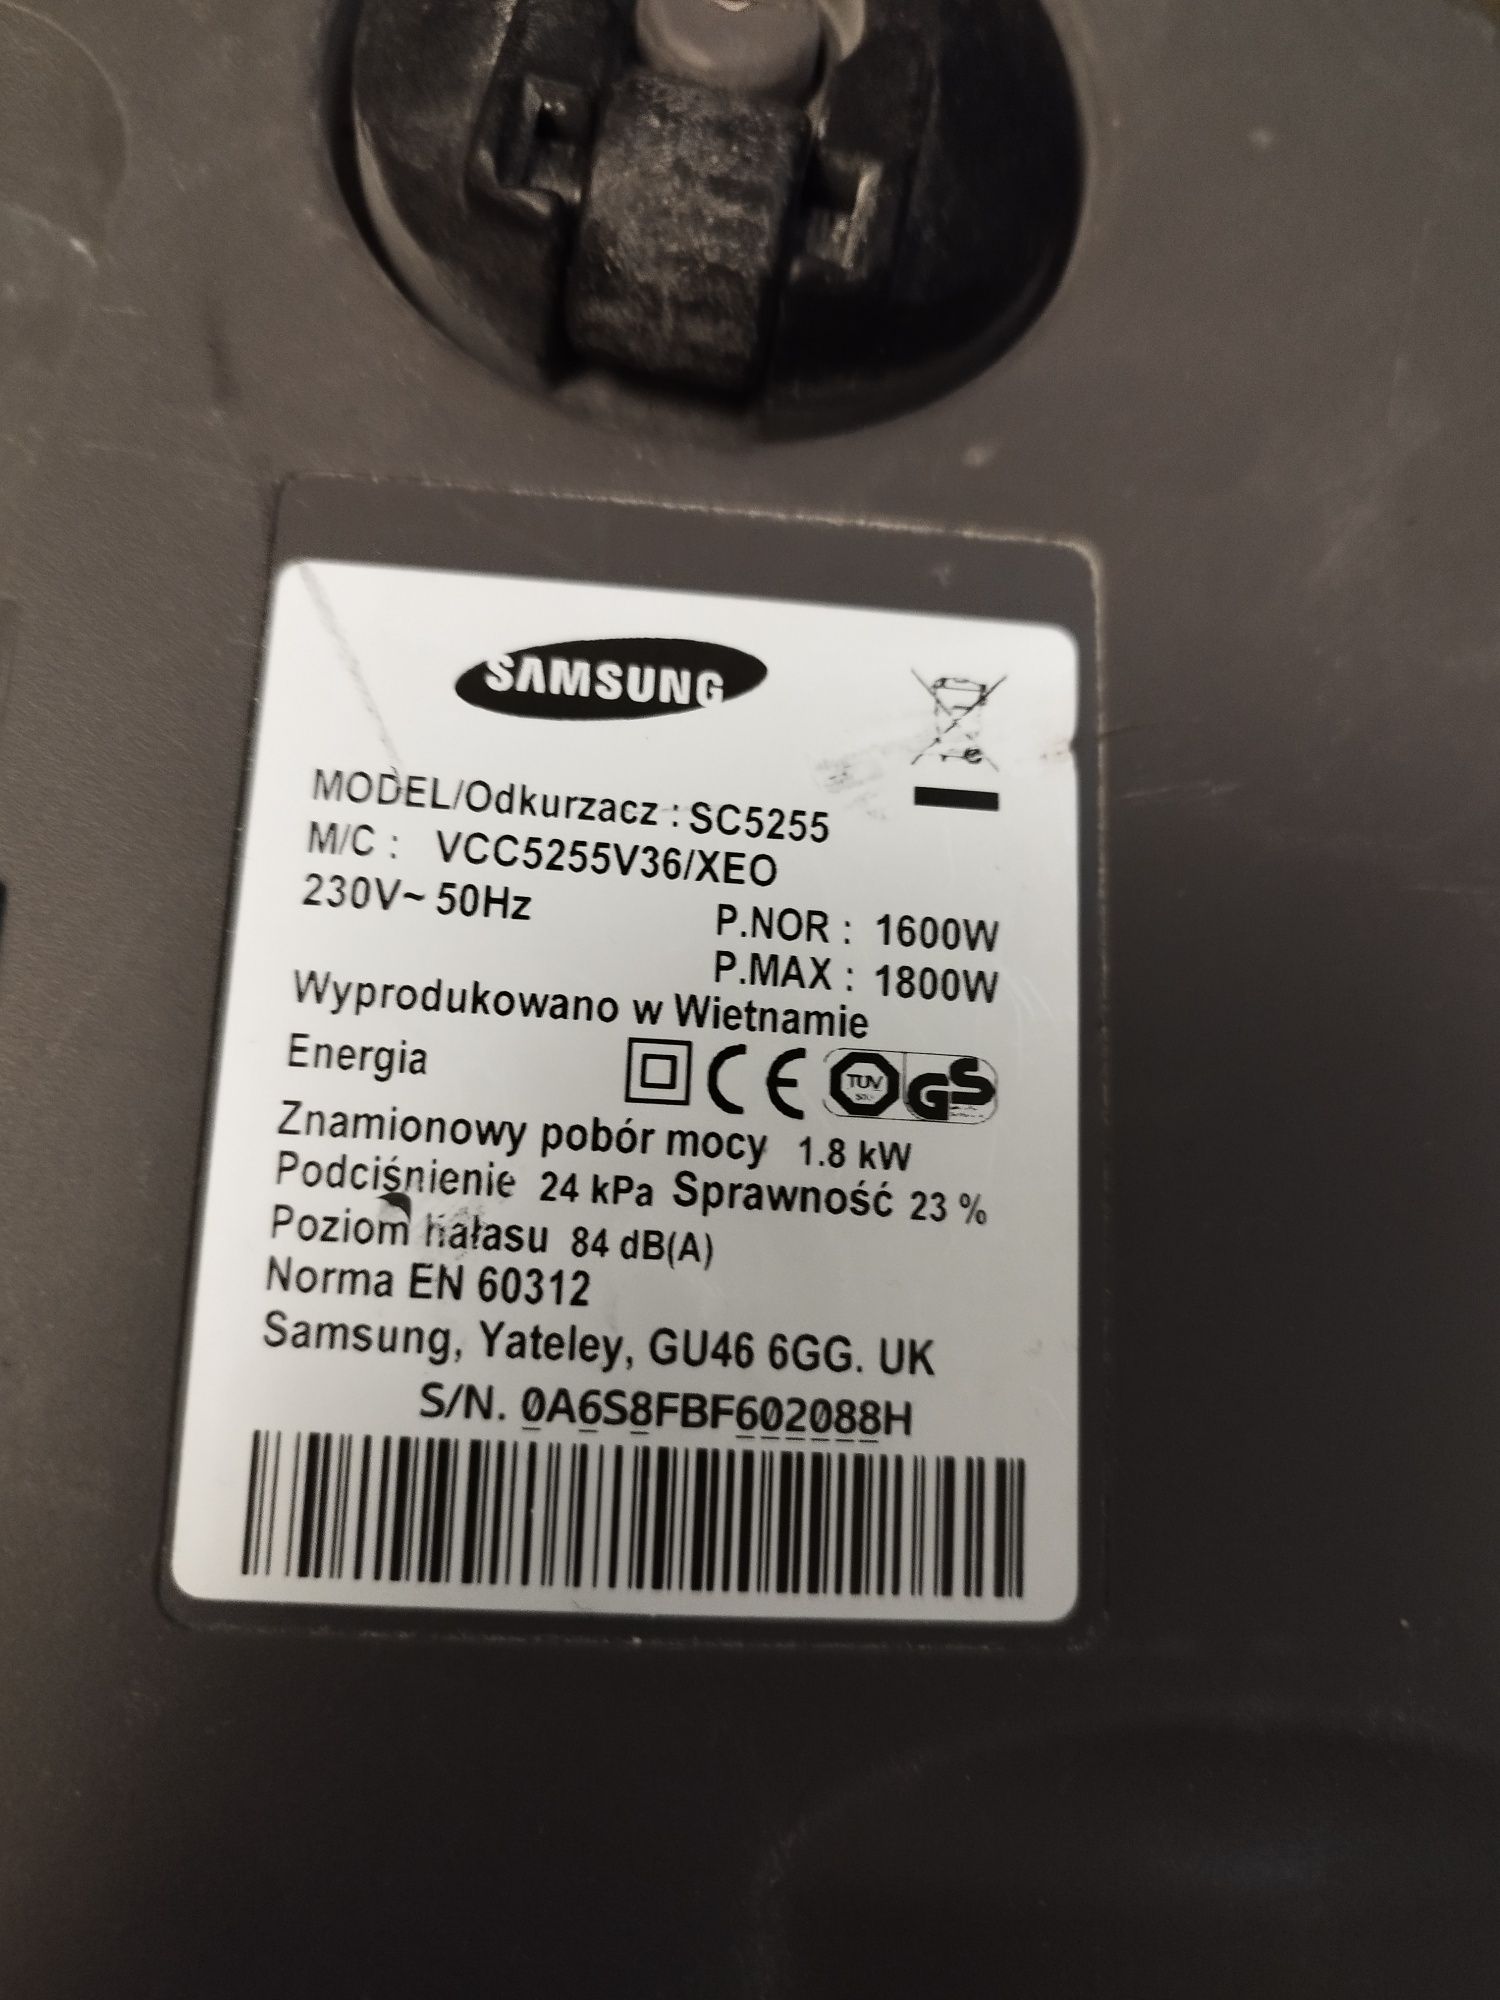 SAMSUNG
MODEL/Odkurzacz : SC5255
M/C : VCC5255V36/XEO
230V~ 50Hz
P.NOR : 1600W
P.MAX : 1800W
Wyprodukowano w Wietnamie
Energia CE TUV GS
Znamionowy pobór mocy 1.8 kW
Podciśnienie 24 kPa Sprawność 23 %
Poziom hałasu 84 dB(A)
Norma EN 60312
Samsung, Yateley, GU46 6GG. UK
S/N. 0A6S8FBF602088H